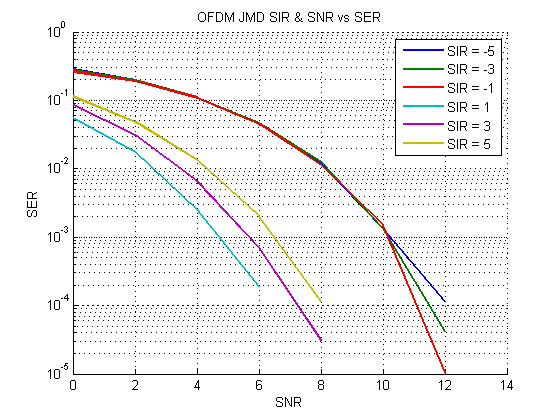 OFDM JMD SIR & SNR vs SER
10^0
10^-1
10^-2
10^-3
10^-4
10^-5
SER
SIR = -5
SIR = -3
SIR = -1
SIR = 1
SIR = 3
SIR = 5
0 2 4 6 8 10 12 14
SNR